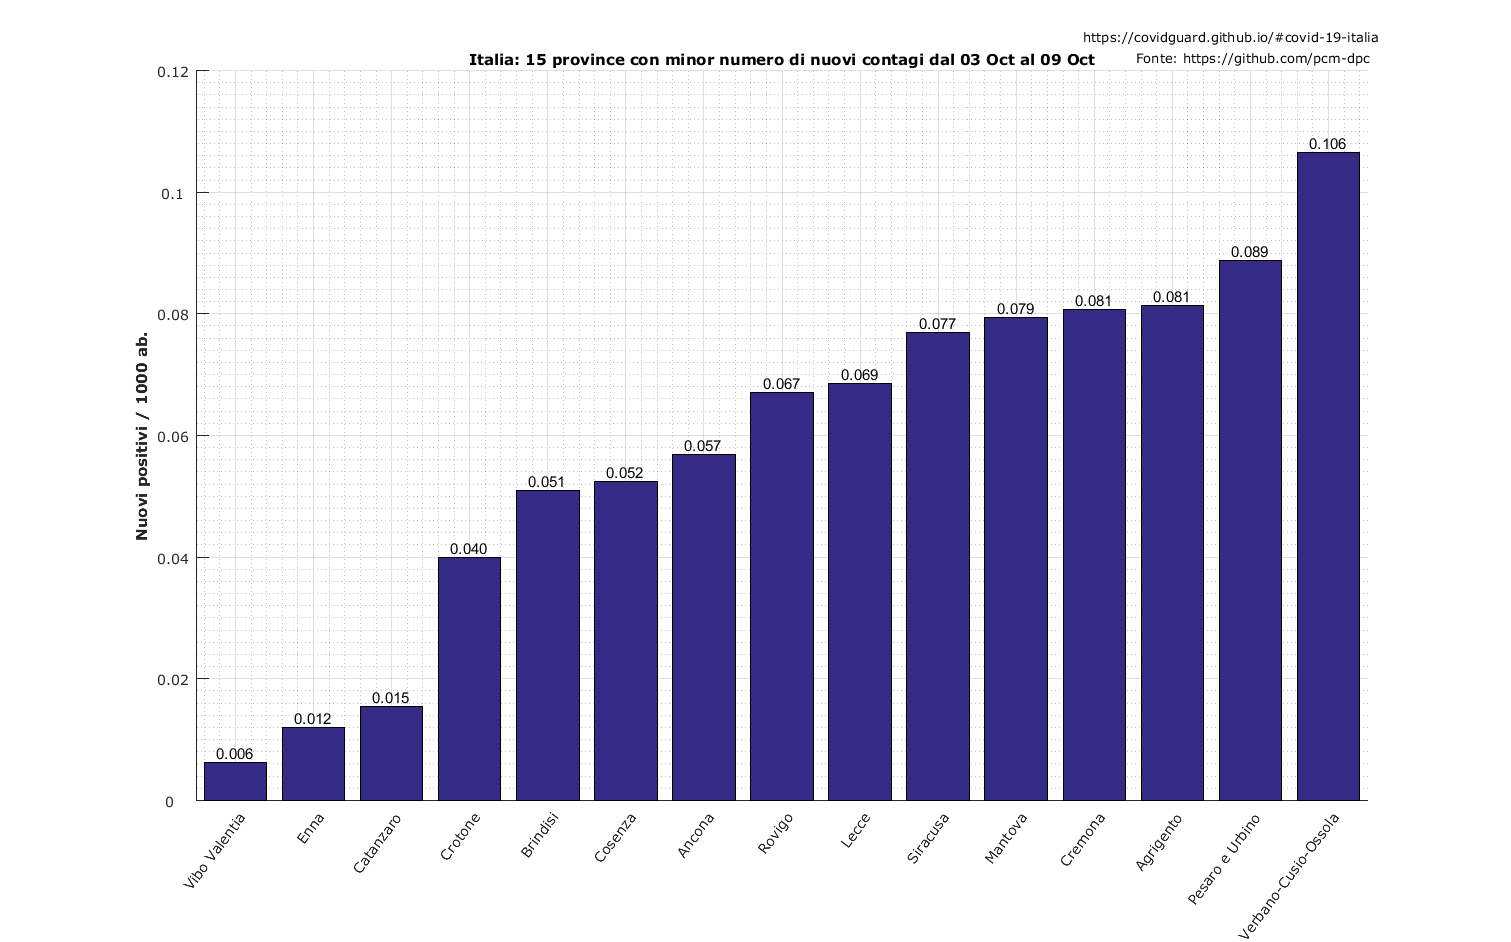 https://covidguard.github.io/#covid-19-italia
Italia: 15 province con minor numero di nuovi contagi dal 03 Oct al 09 Oct
Fonte: https://github.com/pcm-dpc
Nuovi positivi / 1000 ab.
0.12
0.1
0.08
0.06
0.04
0.02
0
0.006
0.012
0.015
0.040
0.051
0.052
0.057
0.067
0.069
0.077
0.079
0.081
0.081
0.089
0.106
Vibo Valentia
Enna
Catanzaro
Crotone
Brindisi
Cosenza
Ancona
Rovigo
Lecce
Siracusa
Mantova
Cremona
Agrigento
Pesaro e Urbino
Verbano-Cusio-Ossola